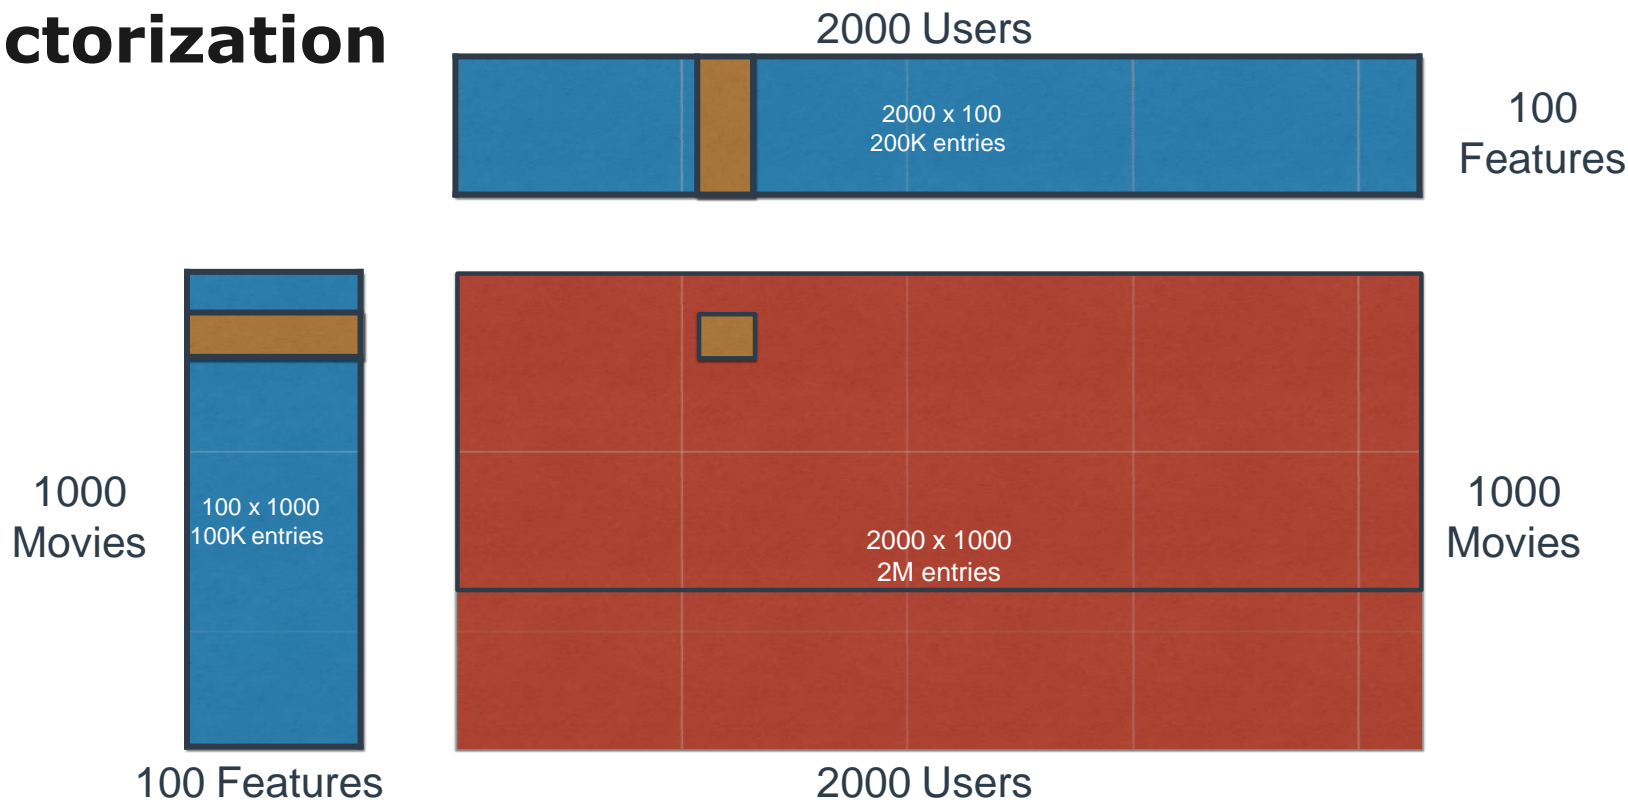 ctorization
2000 Users
2000 x 100
200K entries
100
Features
1000
Movies
100 x 1000
100K entries
2000 x 1000
2M entries
1000
Movies
100 Features
2000 Users